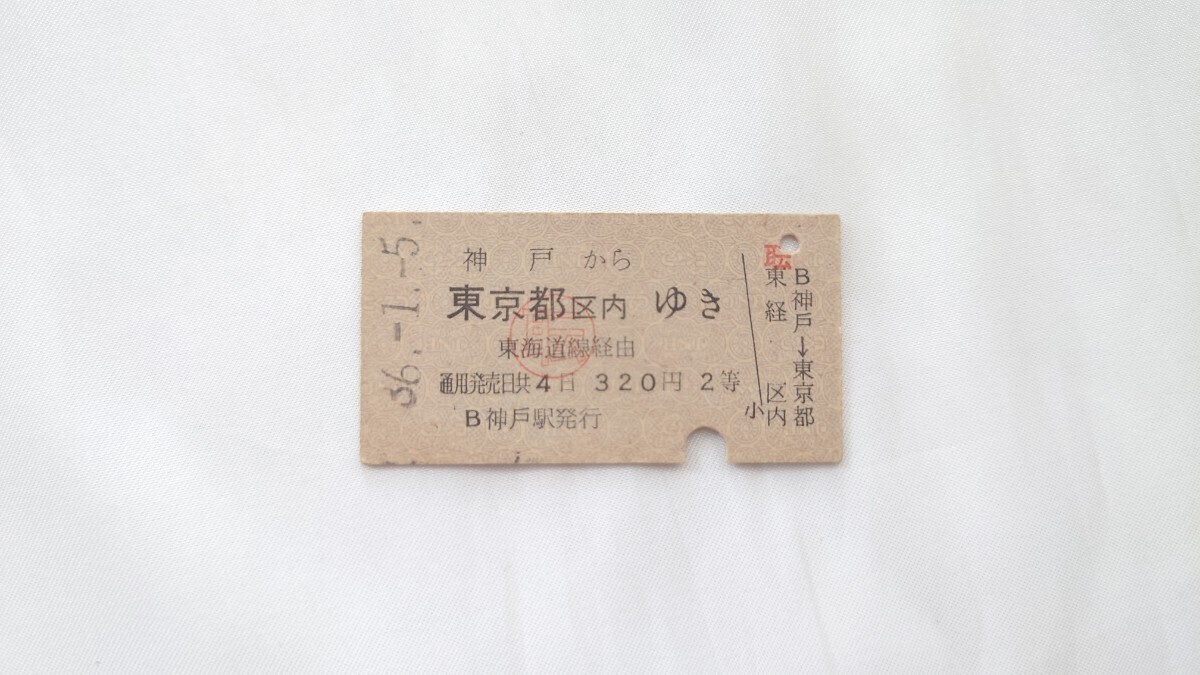 36.-1.-5.
神戸から
東京都区内 ゆき
東海道線経由
通用発売日共4日 320円 2等
B神戸駅発行
小
B神戸→東京都区内
東経